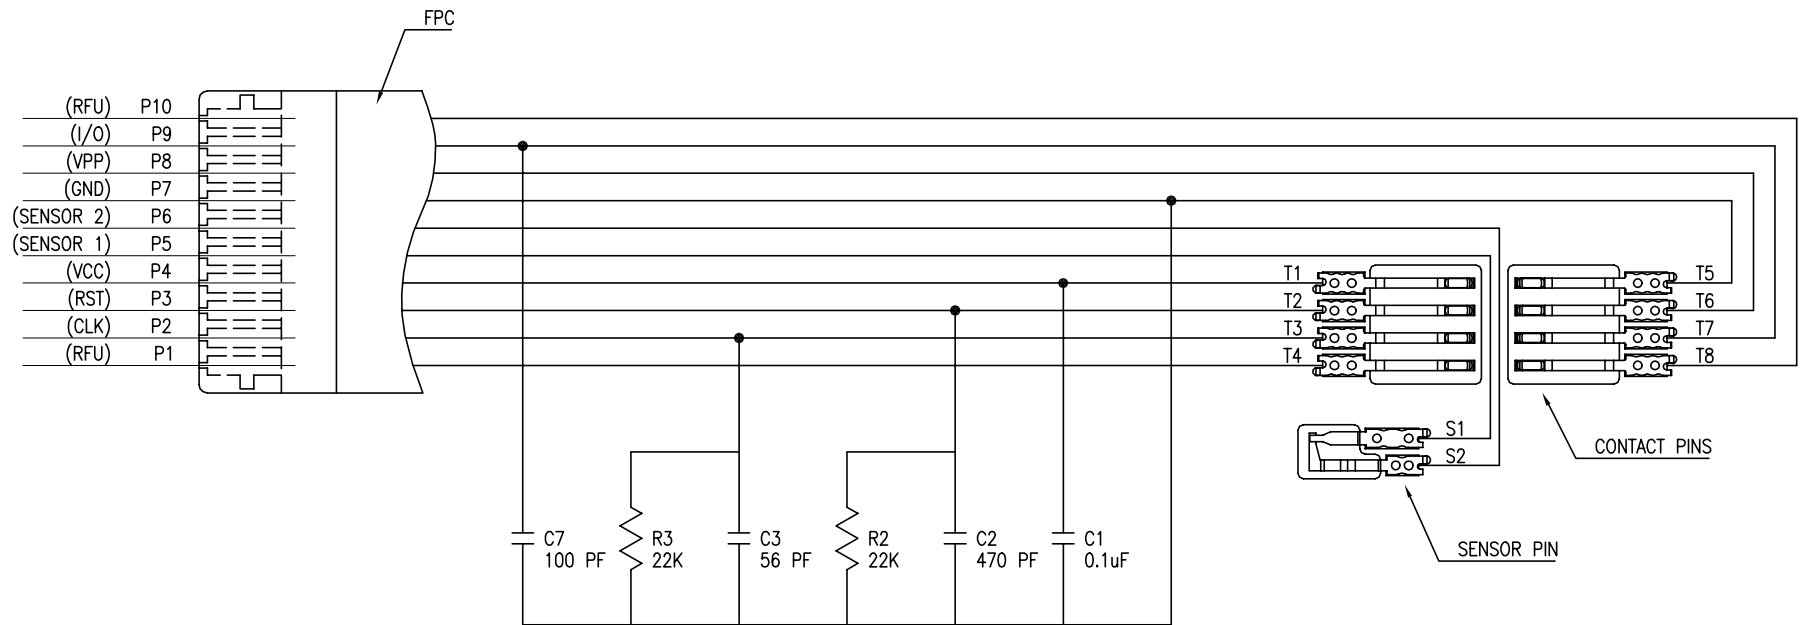 FPC
(RFU) P10
(I/O) P9
(VPP) P8
(GND) P7
(SENSOR 2) P6
(SENSOR 1) P5
(VCC) P4
(RST) P3
(CLK) P2
(RFU) P1
T1
T2
T3
T4
T5
T6
T7
T8
S1
S2
CONTACT PINS
SENSOR PIN
C7
100 PF
R3
22K
C3
56 PF
R2
22K
C2
470 PF
C1
0.1uF